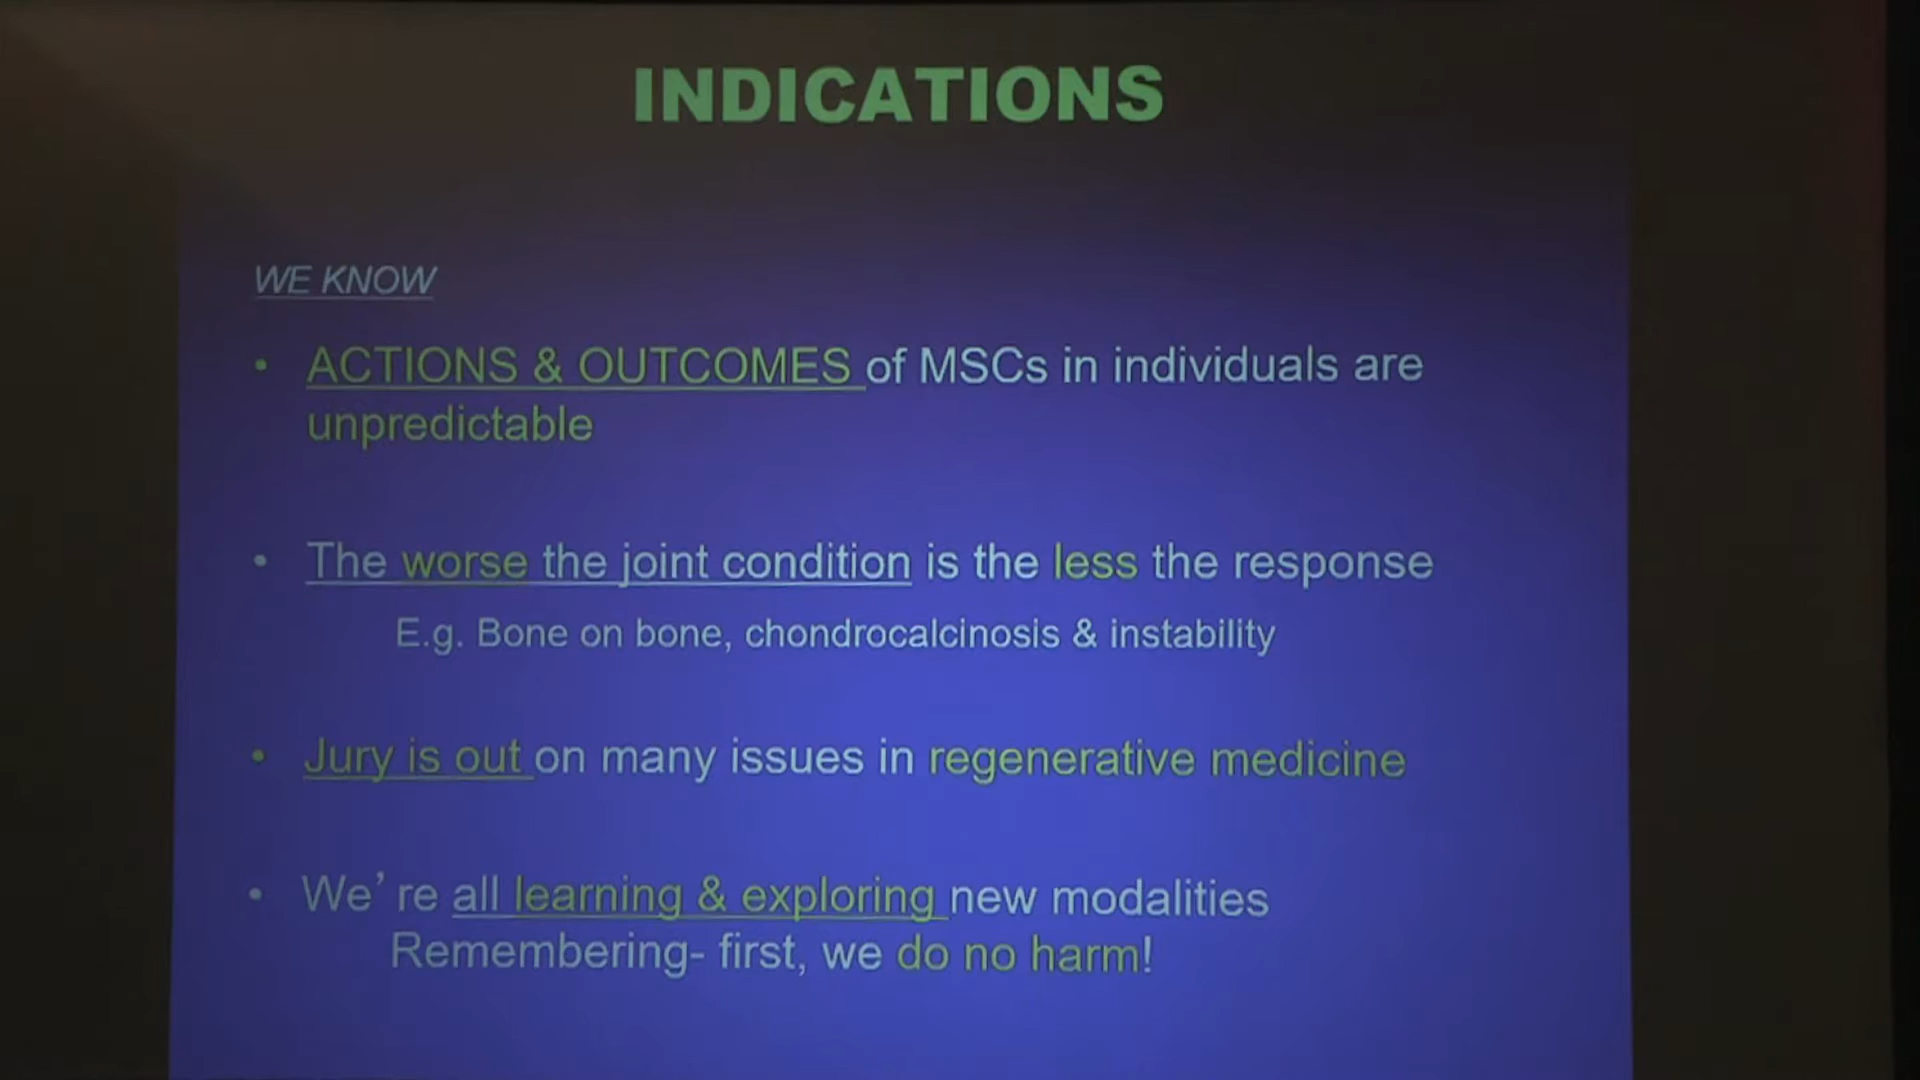 INDICATIONS
WE KNOW
• ACTIONS & OUTCOMES of MSCs in individuals are
unpredictable
• The worse the joint condition is the less the response
E.g. Bone on bone, chondrocalcinosis & instability
• Jury is out on many issues in regenerative medicine
• We’ re all learning & exploring new modalities
Remembering- first, we do no harm!